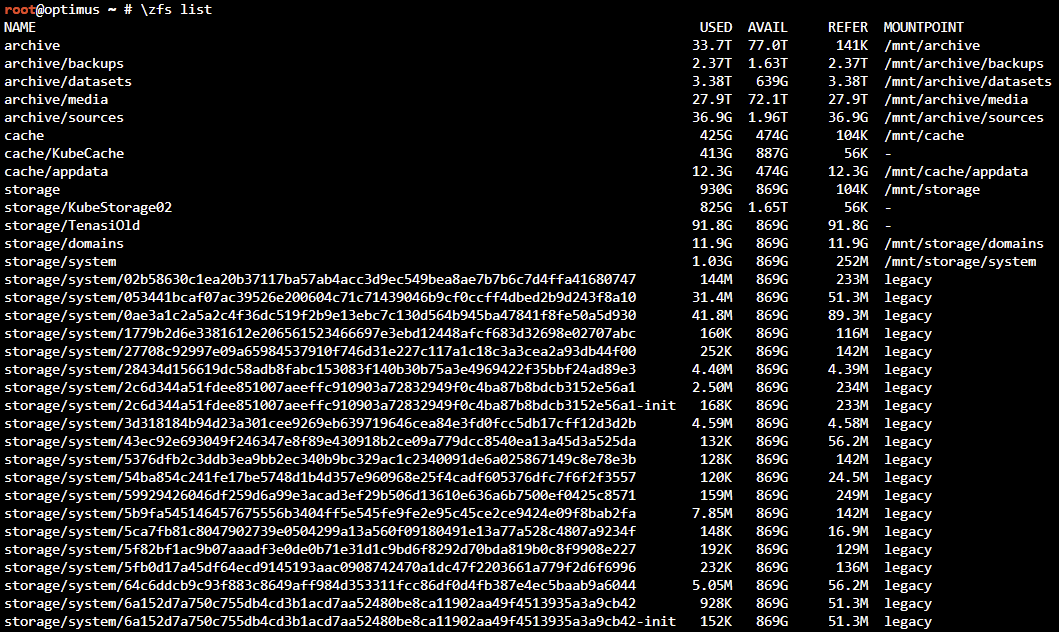 root@optimus ~ # \zfs list
NAME USED AVAIL REFER MOUNTPOINT
archive 33.7T 77.0T 141K /mnt/archive
archive/backups 2.37T 1.63T 2.37T /mnt/archive/backups
archive/datasets 3.38T 639G 3.38T /mnt/archive/datasets
archive/media 27.9T 72.1T 27.9T /mnt/archive/media
archive/sources 36.9G 1.96T 36.9G /mnt/archive/sources
cache 425G 474G 104K /mnt/cache
cache/KubeCache 413G 887G 56K -
cache/appdata 12.3G 474G 12.3G /mnt/cache/appdata
storage 930G 869G 104K /mnt/storage
storage/KubeStorage02 825G 1.65T 56K -
storage/TenasiOld 91.8G 869G 91.8G -
storage/domains 11.9G 869G 11.9G /mnt/storage/domains
storage/system 1.03G 869G 252M /mnt/storage/system
storage/system/02b58630c1ea20b37117ba57ab4acc3d9ec549bea8ae7b7b6c7d4ffa41680747 144M 869G 233M legacy
storage/system/053441bcaf07ac39526e200604c71c71439046b9cf0ccff4dbed2b9d243f8a10 31.4M 869G 51.3M legacy
storage/system/0ae3a1c2a5a2c4f36dc519f2b9e13ebc7c130d564b945ba47841f8fe50a5d930 41.8M 869G 89.3M legacy
storage/system/1779b2d6e3381612e206561523466697e3ebd12448afcf683d32698e02707abc 160K 869G 116M legacy
storage/system/27708c92997e09a65984537910f746d31e227c117a1c18c3a3cea2a93db44f00 252K 869G 142M legacy
storage/system/28434d156619dc58adb8fabc153083f140b30b75a3e4969422f35bbf24ad89e3 4.40M 869G 4.39M legacy
storage/system/2c6d344a51fdee851007aeeffc910903a72832949f0c4ba87b8bdcb3152e56a1 2.50M 869G 234M legacy
storage/system/2c6d344a51fdee851007aeeffc910903a72832949f0c4ba87b8bdcb3152e56a1-init 168K 869G 233M legacy
storage/system/3d318184b94d23a301cee9269eb639719646cea84e3fd0fcc5db17cff12d3d2b 4.59M 869G 4.58M legacy
storage/system/43ec92e693049f246347e8f89e430918b2ce09a779dcc8540ea13a45d3a525da 132K 869G 56.2M legacy
storage/system/5376dfb2c3ddb3ea9bb2ec340b9bc329ac1c2340091de6a025867149c8e78e3b 128K 869G 142M legacy
storage/system/54ba854c241fe17be5748d1b4d357e960968e25f4cadf605376dfc7f6f2f3557 120K 869G 24.5M legacy
storage/system/59929426046df259d6a99e3acad3ef29b506d13610e636a6b7500ef0425c8571 159M 869G 249M legacy
storage/system/5b9fa545146457675556b3404ff5e545fe9fe2e95c45ce2ce9424e09f8bab2fa 7.85M 869G 142M legacy
storage/system/5ca7fb81c8047902739e0504299a13a560f09180491e13a77a528c4807a9234f 148K 869G 16.9M legacy
storage/system/5f82bf1ac9b07aaadf3e0de0b71e31d1c9bd6f8292d70bda819b0c8f9908e227 192K 869G 129M legacy
storage/system/5fb0d17a45df64ecd9145193aac0908742470a1dc47f2203661a779f2d6f6996 232K 869G 136M legacy
storage/system/64c6ddcb9c93f883c8649aff984d353311fcc86df0d4fb387e4ec5baab9a6044 5.05M 869G 56.2M legacy
storage/system/6a152d7a750c755db4cd3b1acd7aa52480be8ca11902aa49f4513935a3a9cb42 928K 869G 51.3M legacy
storage/system/6a152d7a750c755db4cd3b1acd7aa52480be8ca11902aa49f4513935a3a9cb42-init 152K 869G 51.3M legacy